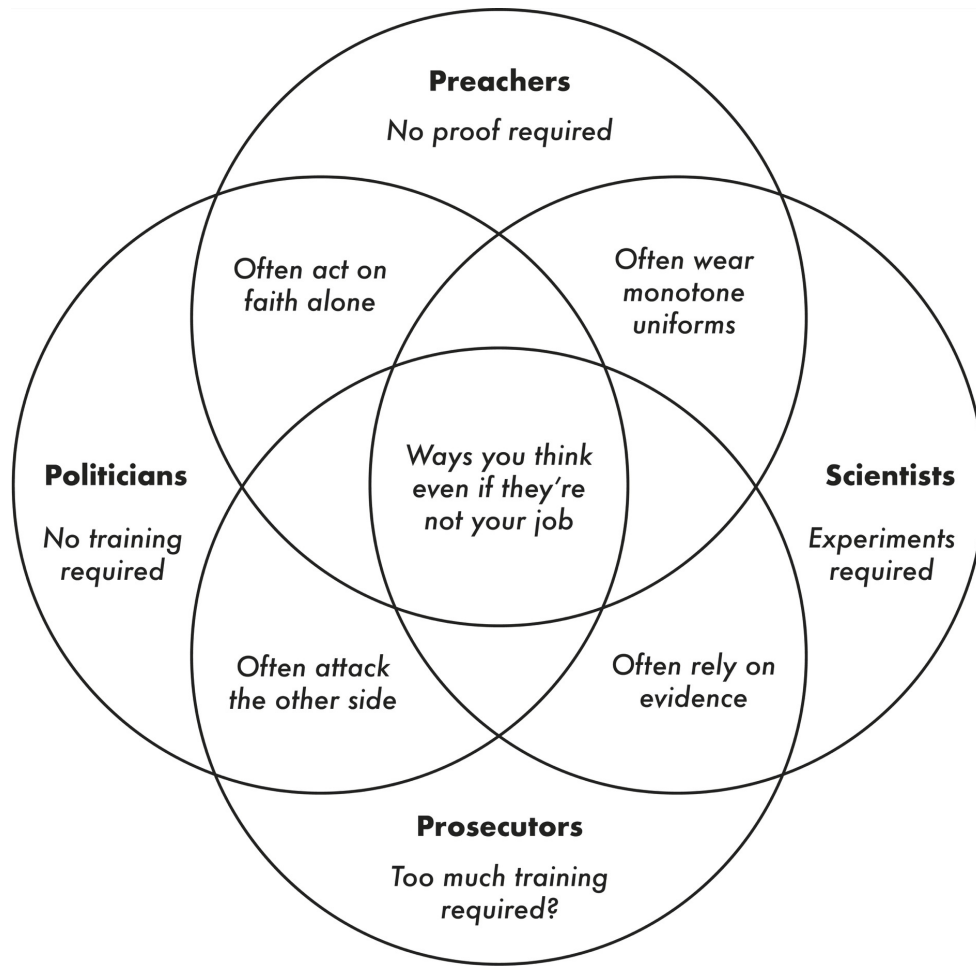 Preachers
No proof required
Often act on
faith alone
Often wear
monotone
uniforms
Politicians
No training
required
Ways you think
even if they’re
not your job
Scientists
Experiments
required
Often attack
the other side
Often rely on
evidence
Prosecutors
Too much training
required?